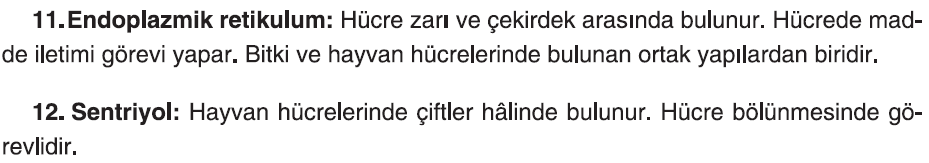 11.Endoplazmik retikulum: Hücre zarı ve çekirdek arasında bulunur. Hücrede mad-
de iletimi görevi yapar. Bitki ve hayvan hücrelerinde bulunan ortak yapılardan biridir.
12. Sentriyol: Hayvan hücrelerinde çiftler hâlinde bulunur. Hücre bölünmesinde gö-
revlidir.